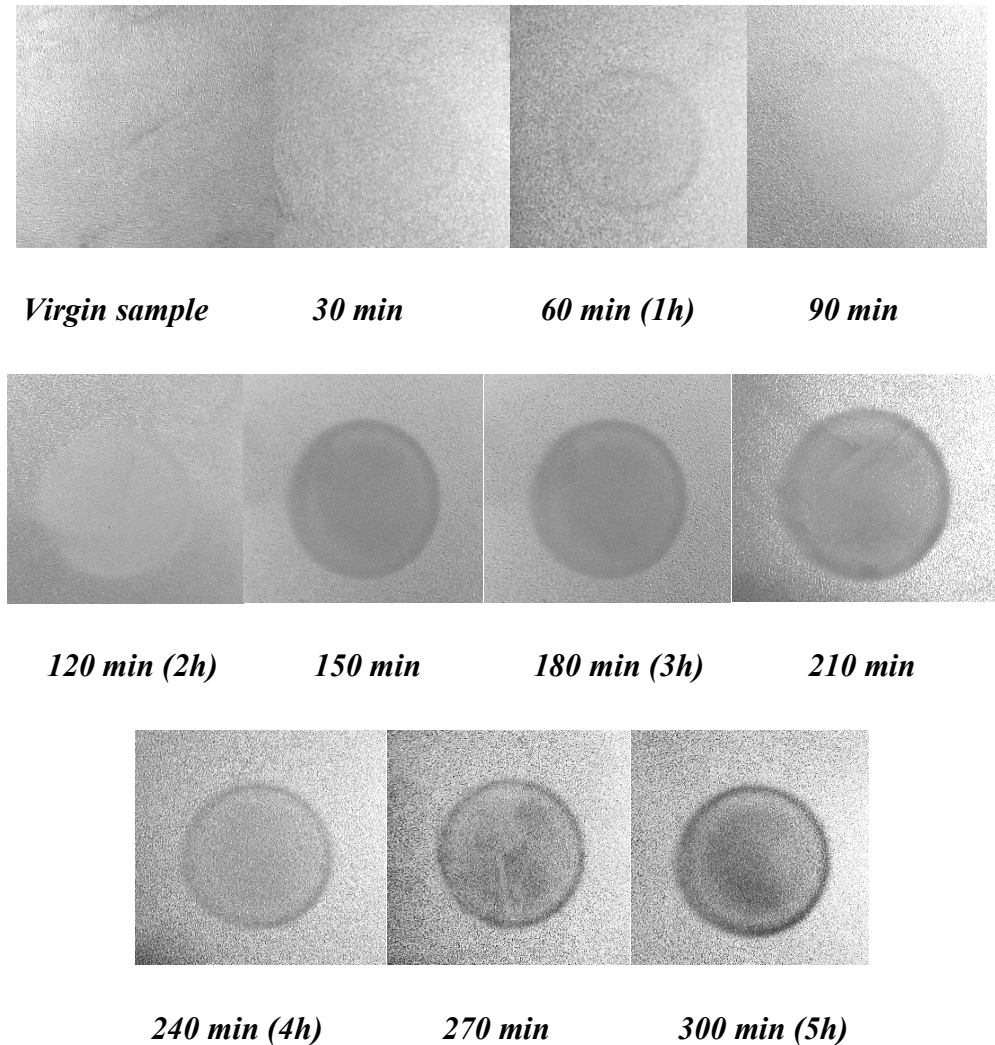 Virgin sample 30 min 60 min (1h) 90 min
120 min (2h) 150 min 180 min (3h) 210 min
240 min (4h) 270 min 300 min (5h)